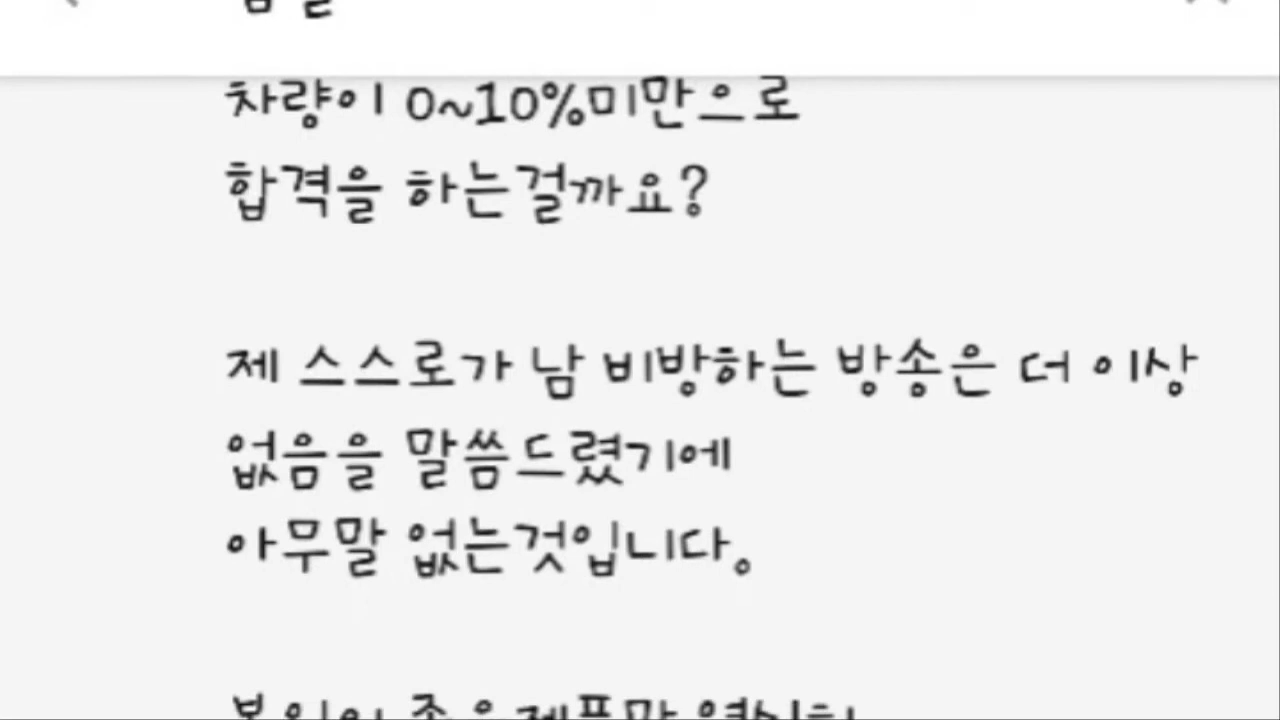 차량이 0~10%미만으로
합격을 하는걸까요?
제 스스로가 남 비방하는 방송은 더 이상
없음을 말씀드렸기에
아무말 없는것입니다.